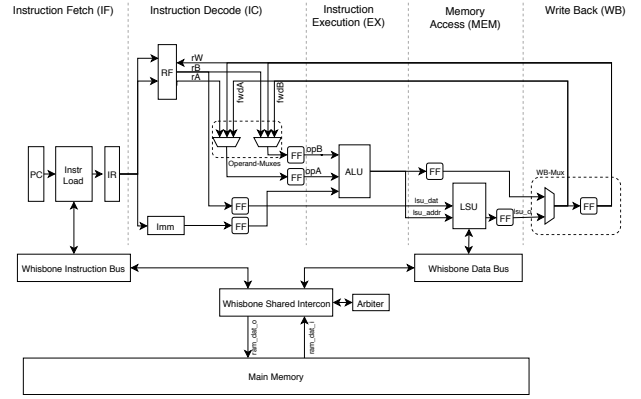 Instruction Fetch (IF)
Instruction Decode (IC)
Instruction
Execution (EX)
Memory
Access (MEM)
Write Back (WB)
rW
rB
rA
RF
fwdA
fwdB
Operand-Muxes
PC
Instr
Load
IR
FF
opB
FF
opA
ALU
FF
WB-Mux
Imm
FF
FF
lsu_dat
lsu_addr
LSU
FF
lsu_o
FF
Whisbone Instruction Bus
Whisbone Data Bus
Whisbone Shared Intercon
Arbiter
ram_dat_o
ram_dat_i
Main Memory